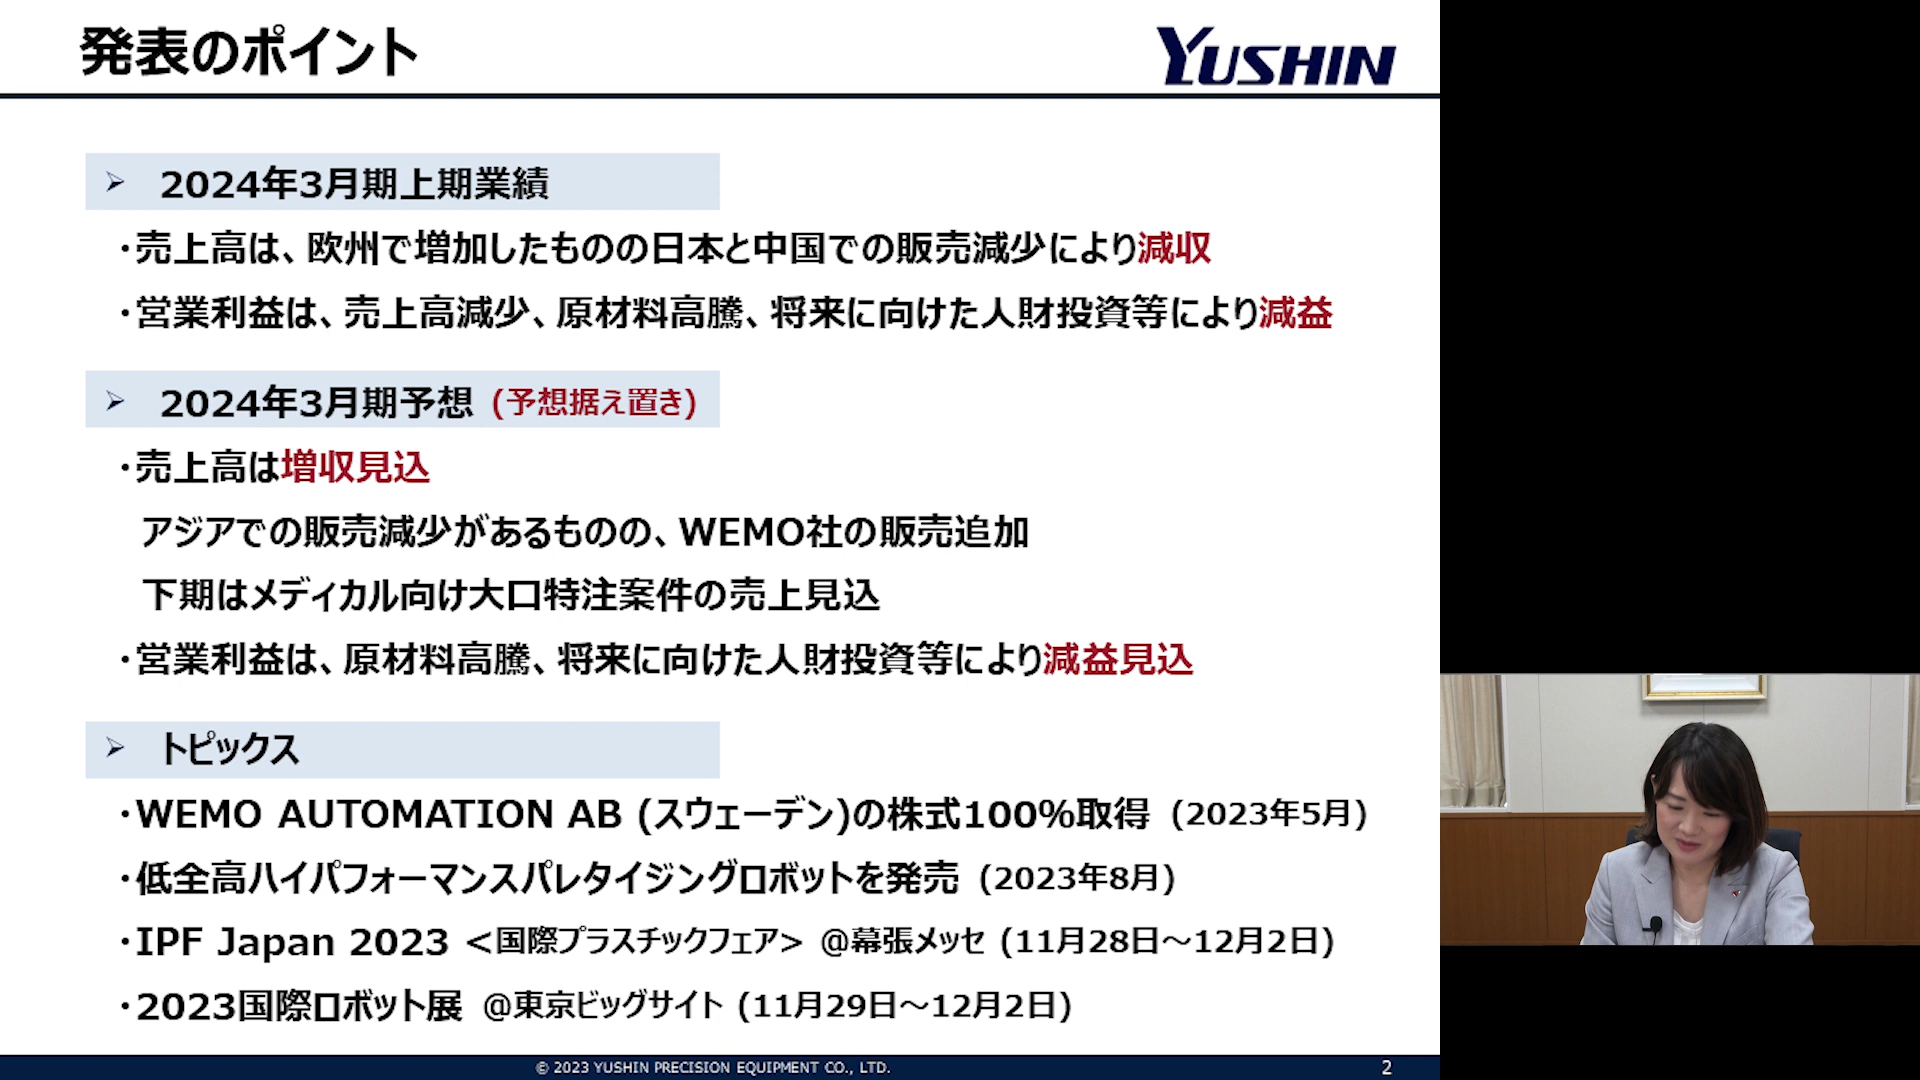 発表のポイント
YUSHIN
➢ 2024年3月期上期業績
・売上高は、欧州で増加したものの日本と中国での販売減少により減収
・営業利益は、売上高減少、原材料高騰、将来に向けた人財投資等により減益
➢ 2024年3月期予想 (予想据え置き)
・売上高は増収見込
アジアでの販売減少があるものの、WEMO社の販売追加
下期はメディカル向け大口特注案件の売上見込
・営業利益は、原材料高騰、将来に向けた人財投資等により減益見込
➢ トピックス
・WEMO AUTOMATION AB (スウェーデン)の株式100%取得 (2023年5月)
・低全高ハイパフォーマンスパレタイジングロボットを発売 (2023年8月)
・IPF Japan 2023 <国際プラスチックフェア> @幕張メッセ (11月28日～12月2日)
・2023国際ロボット展 @東京ビッグサイト (11月29日～12月2日)
© 2023 YUSHIN PRECISION EQUIPMENT CO., LTD.
2